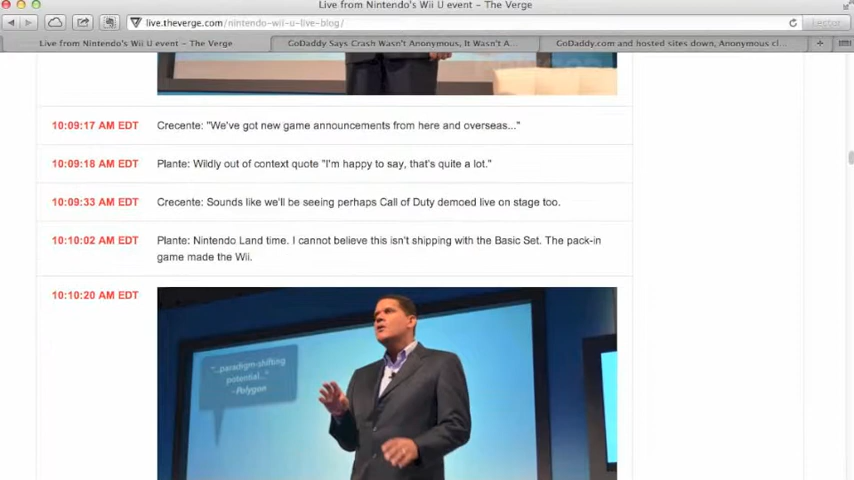 Live from Nintendo's Wii U event – The Verge
live.theverge.com/nintendo-wii-u-live-blog/
Reader
Live from Nintendo's Wii U event – The Verge
GoDaddy Says Crash Wasn't Anonymous, It Wasn't A...
GoDaddy.com and hosted sites down, Anonymous cl...
10:09:17 AM EDT Crecente: "We've got new game announcements from here and overseas..."
10:09:18 AM EDT Plante: Wildly out of context quote "I'm happy to say, that's quite a lot."
10:09:33 AM EDT Crecente: Sounds like we'll be seeing perhaps Call of Duty demoed live on stage too.
10:10:02 AM EDT Plante: Nintendo Land time. I cannot believe this isn't shipping with the Basic Set. The pack-in
game made the Wii.
10:10:20 AM EDT
"...paradigm-shifting
potential..."
–Polygon